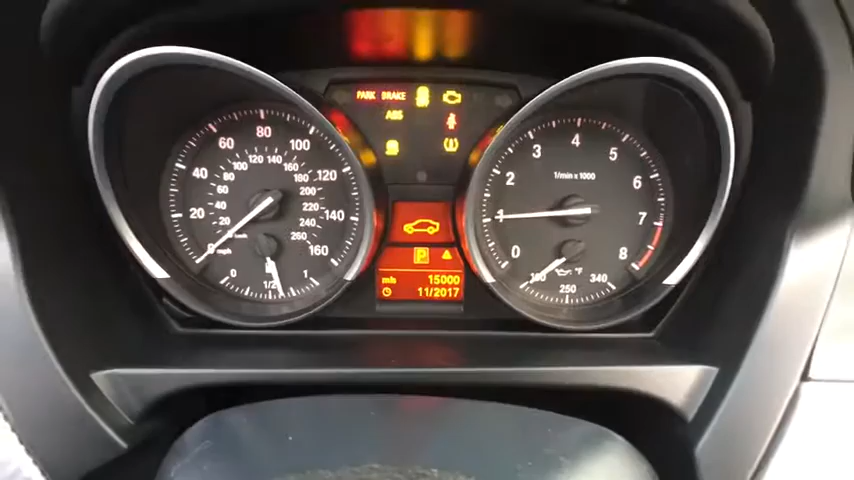 PARK BRAKE OFF
ABS
60 80 100
40 120
20 140
0 160
mph
20 40 60 80 100 120 140 160 180 200 220 240 260
km/h
0 1/2 1
P
mls 15000
11/2017
1/min x 1000
0 1 2 3 4 5 6 7 8
°F
160 250 340